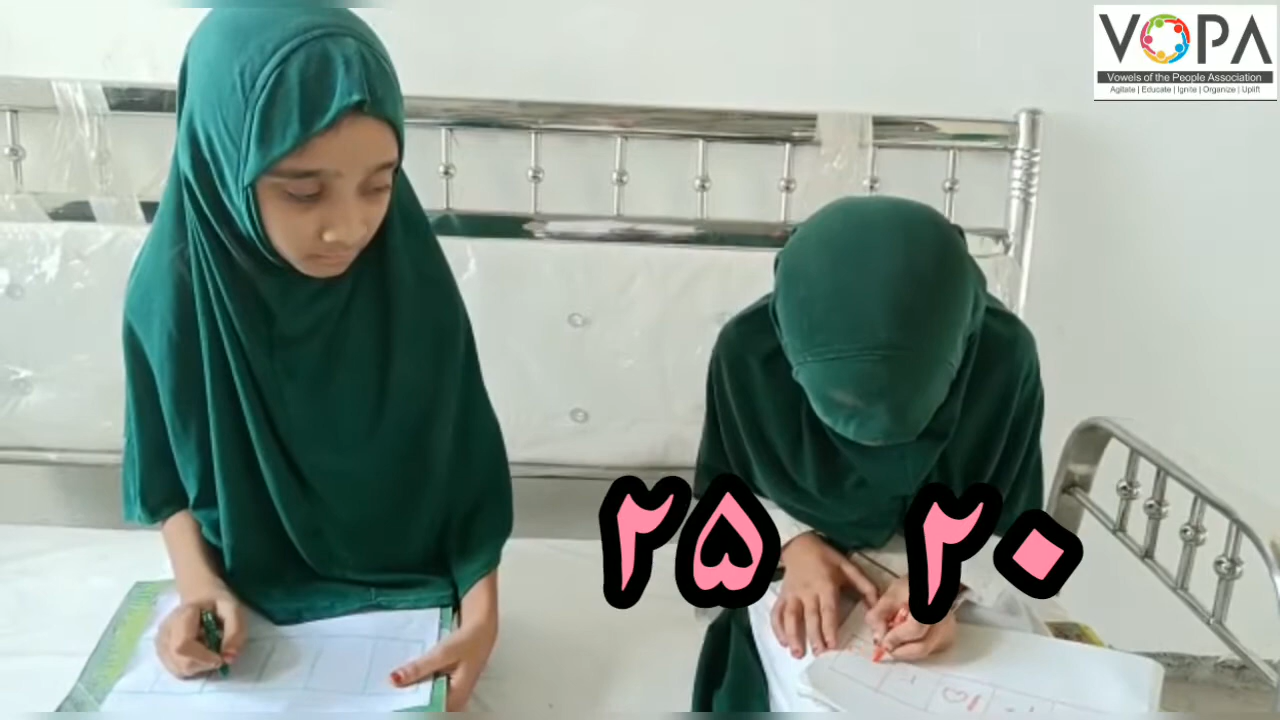 VOPA
Vowels of the People Association
Agitate | Educate | Ignite | Organize | Uplift
۲۵ ۲۰